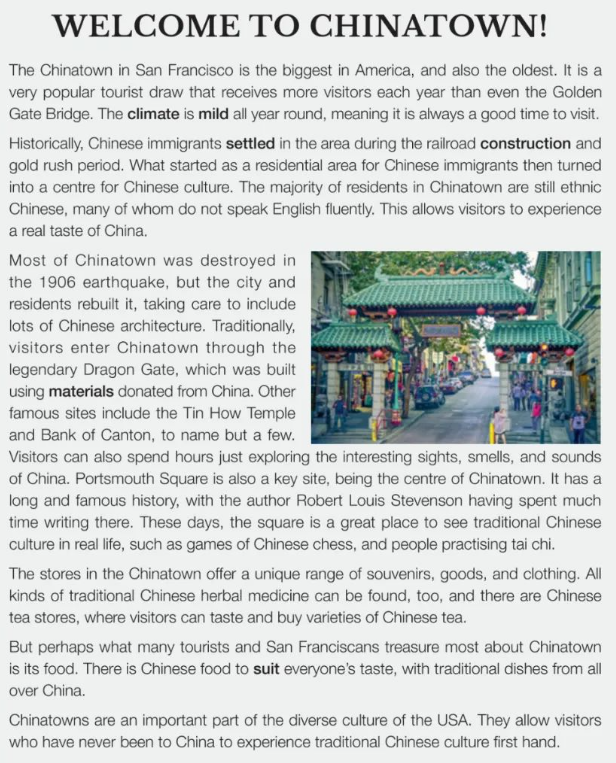 WELCOME TO CHINATOWN!
The Chinatown in San Francisco is the biggest in America, and also the oldest. It is a
very popular tourist draw that receives more visitors each year than even the Golden
Gate Bridge. The climate is mild all year round, meaning it is always a good time to visit.
Historically, Chinese immigrants settled in the area during the railroad construction and
gold rush period. What started as a residential area for Chinese immigrants then turned
into a centre for Chinese culture. The majority of residents in Chinatown are still ethnic
Chinese, many of whom do not speak English fluently. This allows visitors to experience
a real taste of China.
Most of Chinatown was destroyed in
the 1906 earthquake, but the city and
residents rebuilt it, taking care to include
lots of Chinese architecture. Traditionally,
visitors enter Chinatown through the
legendary Dragon Gate, which was built
using materials donated from China. Other
famous sites include the Tin How Temple
and Bank of Canton, to name but a few.
Visitors can also spend hours just exploring the interesting sights, smells, and sounds
of China. Portsmouth Square is also a key site, being the centre of Chinatown. It has a
long and famous history, with the author Robert Louis Stevenson having spent much
time writing there. These days, the square is a great place to see traditional Chinese
culture in real life, such as games of Chinese chess, and people practising tai chi.
The stores in the Chinatown offer a unique range of souvenirs, goods, and clothing. All
kinds of traditional Chinese herbal medicine can be found, too, and there are Chinese
tea stores, where visitors can taste and buy varieties of Chinese tea.
But perhaps what many tourists and San Franciscans treasure most about Chinatown
is its food. There is Chinese food to suit everyone's taste, with traditional dishes from all
over China.
Chinatowns are an important part of the diverse culture of the USA. They allow visitors
who have never been to China to experience traditional Chinese culture first hand.